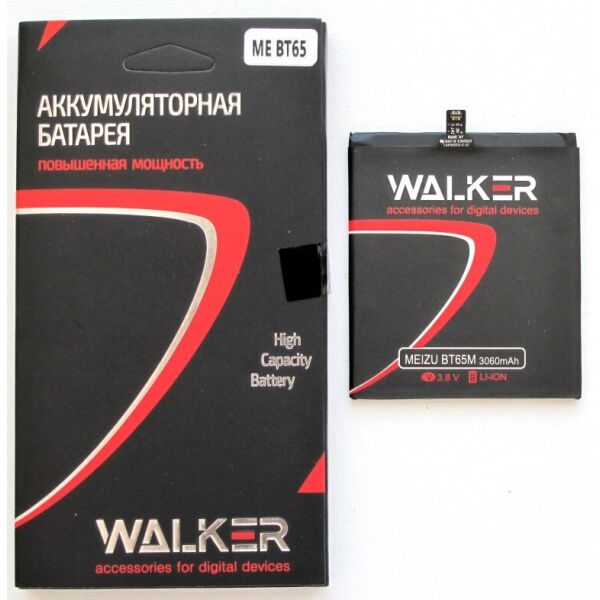 ME BT65
АККУМУЛЯТОРНАЯ
БАТАРЕЯ
повышенная мощность
High
Capacity
Battery
WALKER
accessories for digital devices
WALKER
accessories for digital devices
MEIZU BT65M 3060mAh
V 3.8 V LI-ION